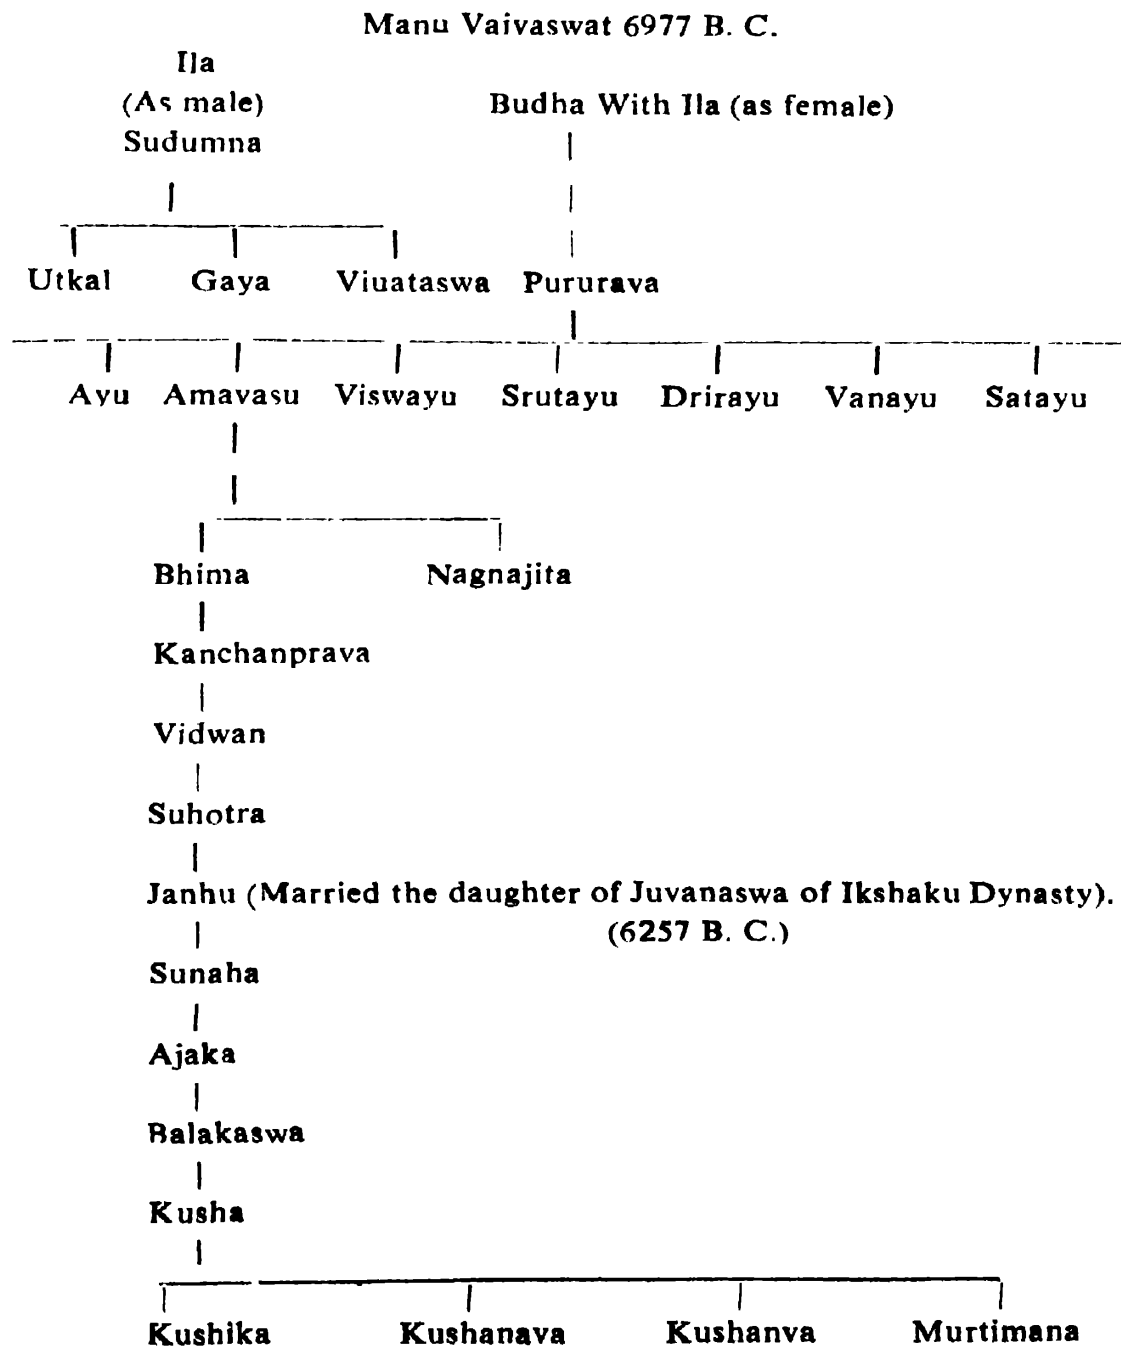 Manu Vaivaswat 6977 B. C.
Ila
(As male)
Sudumna
Budha With Ila (as female)
Utkal Gaya Viuataswa Pururava
Ayu Amavasu Viswayu Srutayu Drirayu Vanayu Satayu
Bhima Nagnajita
Kanchanprava
Vidwan
Suhotra
Janhu (Married the daughter of Juvanaswa of Ikshaku Dynasty).
(6257 B. C.)
Sunaha
Ajaka
Balakaswa
Kusha
Kushika Kushanava Kushanva Murtimana